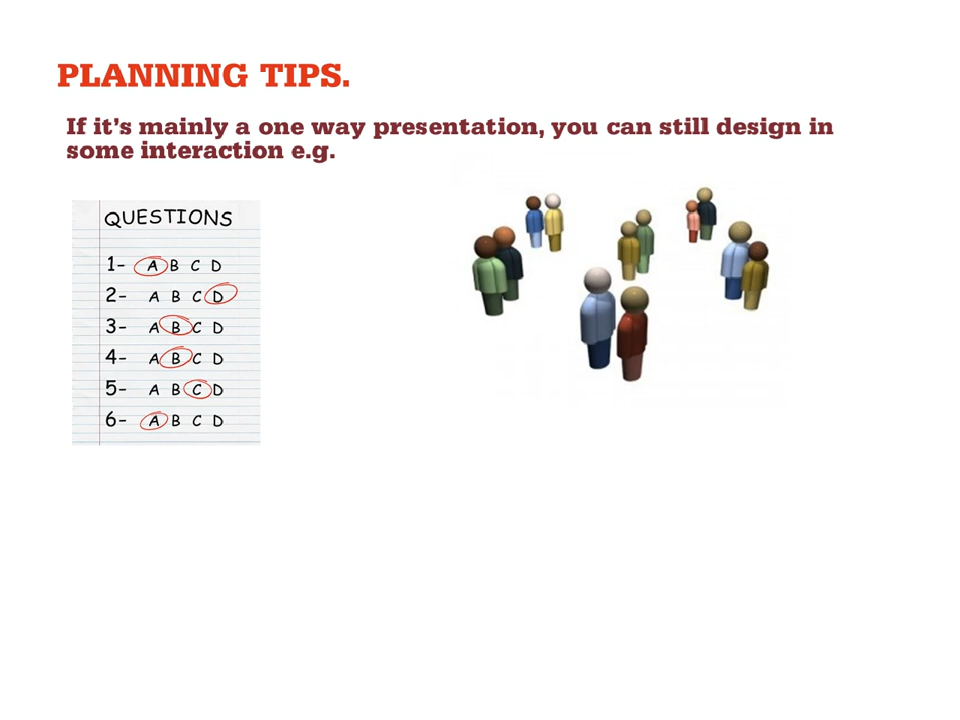 PLANNING TIPS.
If it's mainly a one way presentation, you can still design in
some interaction e.g.
QUESTIONS
1- A B C D
2- A B C D
3- A B C D
4- A B C D
5- A B C D
6- A B C D